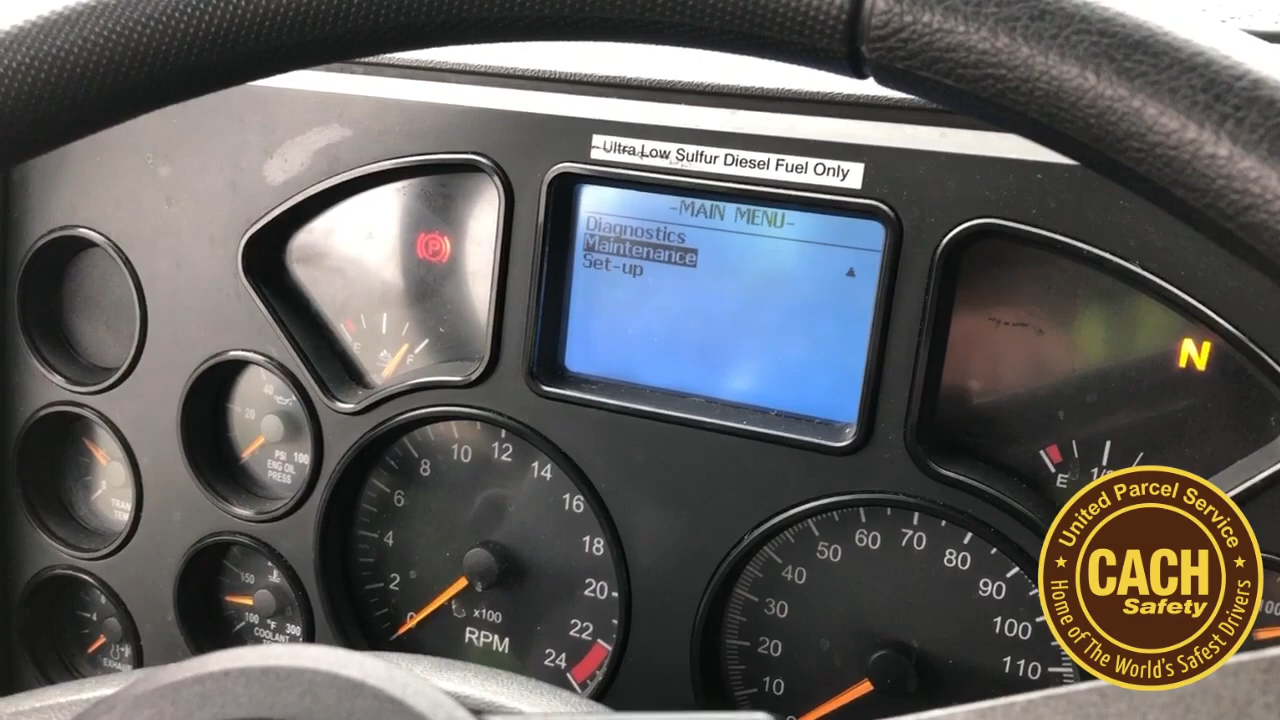 Ultra Low Sulfur Diesel Fuel Only
-MAIN MENU-
Diagnostics
Maintenance
Set-up
P
E
F
N
E
40
20
PSI 100
ENG OIL
PRESS
TRAN
150
100 °F 300
COOLANT
4
EXHAU
0
2
4
6
8
10
12
14
16
18
20
22
24
x100
RPM
10
20
30
40
50
60
70
80
90
100
110
United Parcel Service
CACH
Safety
Home of The World's Safest Drivers